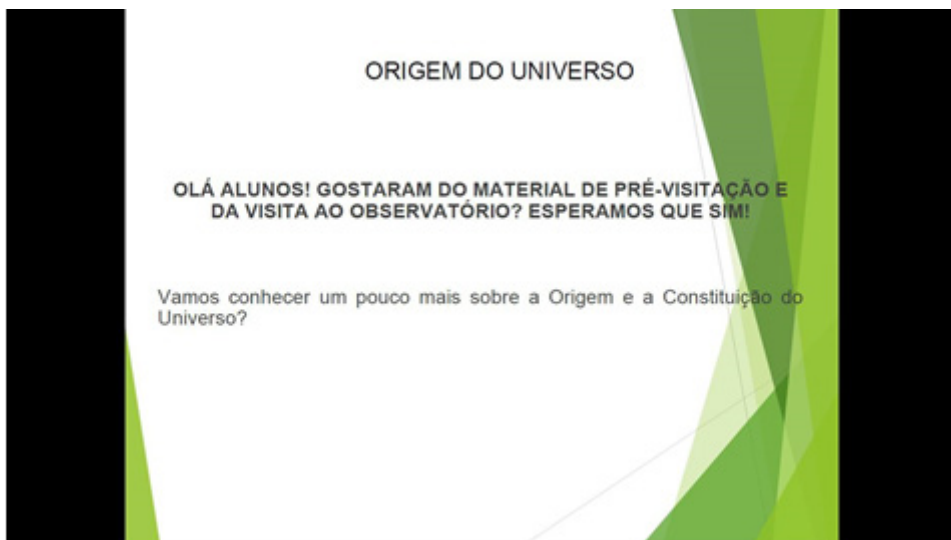 ORIGEM DO UNIVERSO
OLÁ ALUNOS! GOSTARAM DO MATERIAL DE PRÉ-VISITAÇÃO E
DA VISITA AO OBSERVATÓRIO? ESPERAMOS QUE SIM!
Vamos conhecer um pouco mais sobre a Origem e a Constituição do
Universo?